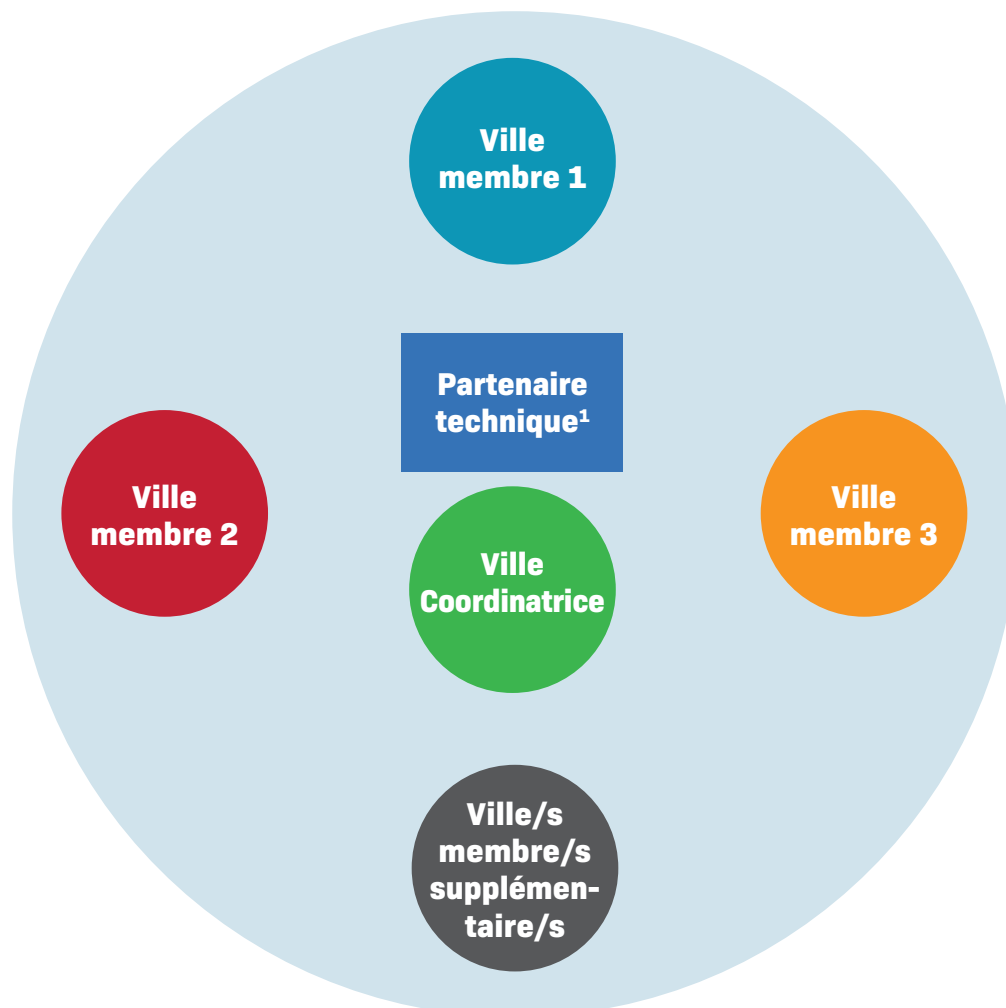 Ville
membre 1
Partenaire
technique¹
Ville
membre 2
Ville
Coordinatrice
Ville
membre 3
Ville/s
membre/s
supplémen-
taire/s